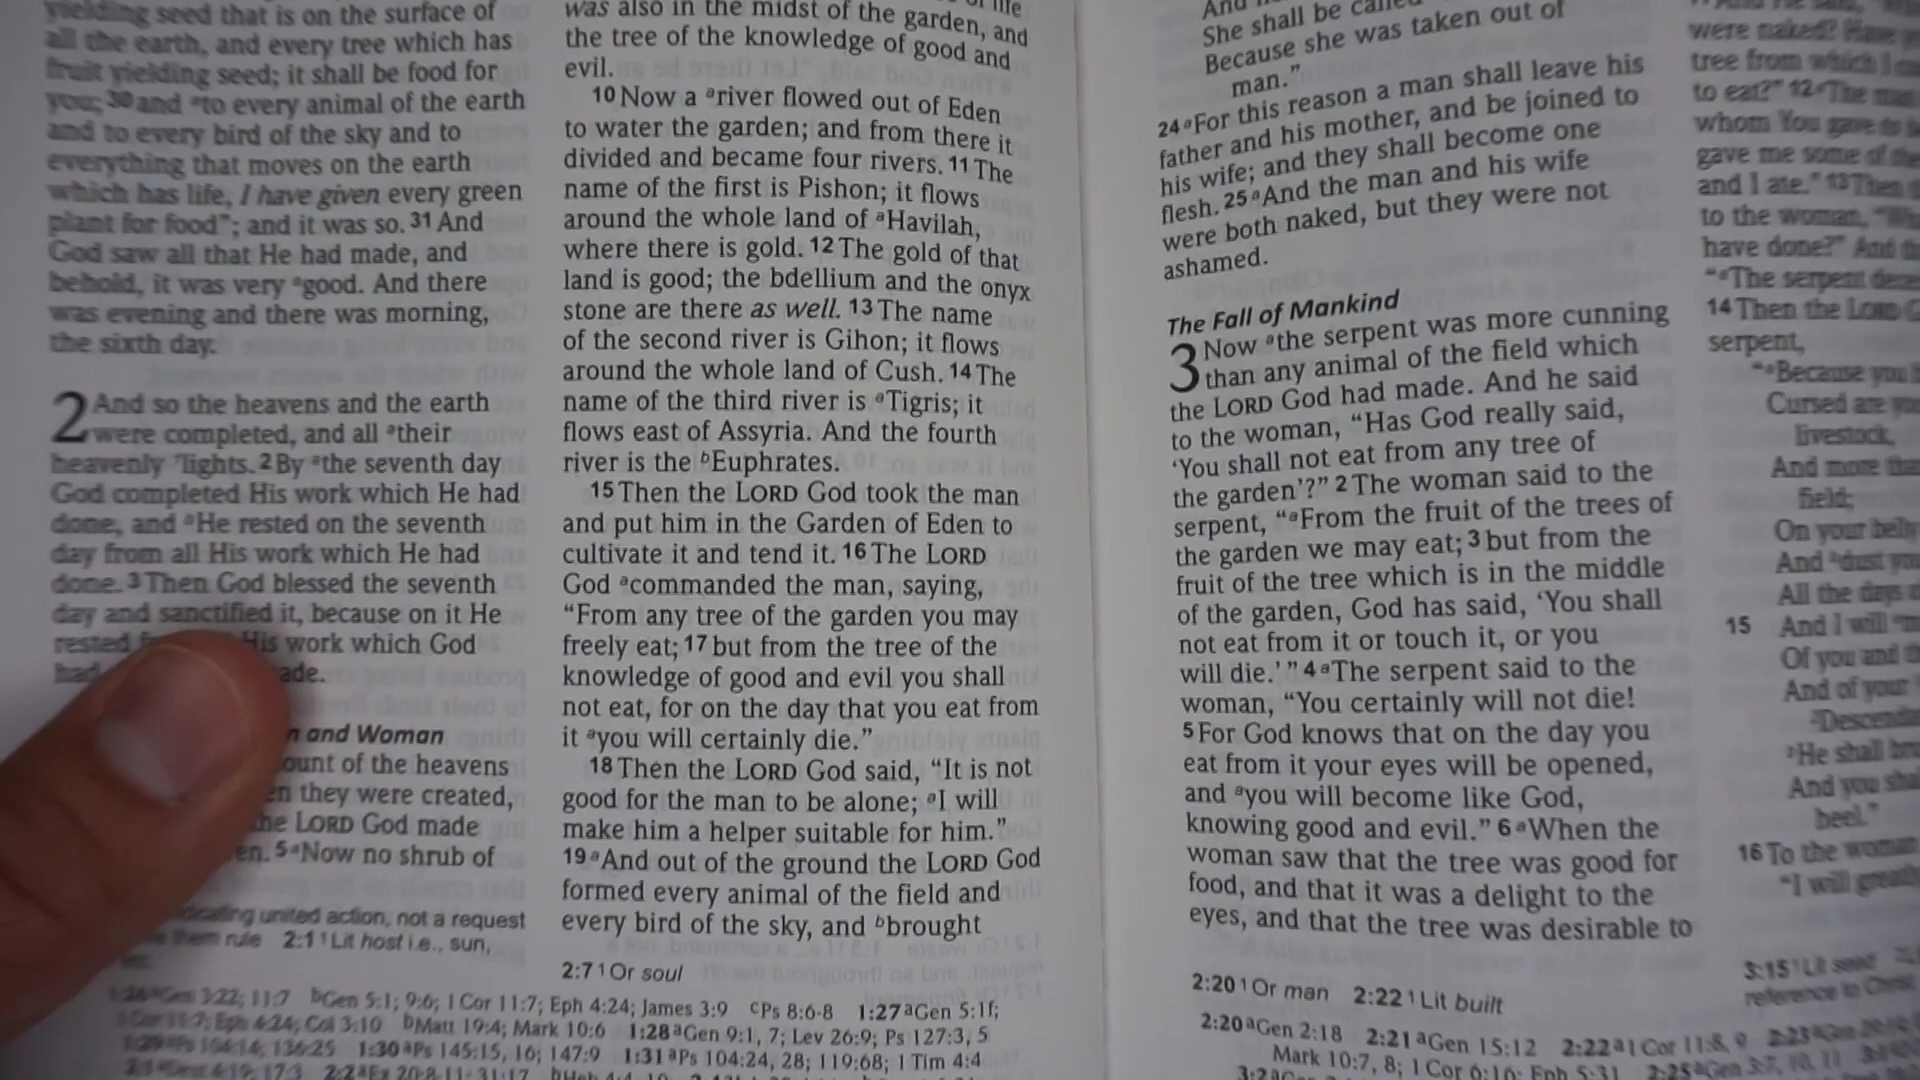 yielding seed that is on the surface of
all the earth, and every tree which has
fruit yielding seed; it shall be food for
you; 30 and ᵃto every animal of the earth
and to every bird of the sky and to
everything that moves on the earth
which has life, I have given every green
plant for food”; and it was so. 31 And
God saw all that He had made, and
behold, it was very ᵃgood. And there
was evening and there was morning,
the sixth day.
2 And so the heavens and the earth
were completed, and all ᵃtheir
heavenly ¹lights. 2 By ᵃthe seventh day
God completed His work which He had
done, and ᵇHe rested on the seventh
day from all His work which He had
done. 3 Then God blessed the seventh
day and sanctified it, because on it He
rested His work which God
had ade.
n and Woman
ount of the heavens
en they were created,
he LORD God made
en. 5 ᵃNow no shrub of
dicating united action, not a request
them rule 2:1 ¹Lit host i.e., sun,
was also in the midst of the garden, and
the tree of the knowledge of good and
evil.
10 Now a ᵃriver flowed out of Eden
to water the garden; and from there it
divided and became four rivers. 11 The
name of the first is Pishon; it flows
around the whole land of ᵃHavilah,
where there is gold. 12 The gold of that
land is good; the bdellium and the onyx
stone are there as well. 13 The name
of the second river is Gihon; it flows
around the whole land of Cush. 14 The
name of the third river is ᵃTigris; it
flows east of Assyria. And the fourth
river is the ᵇEuphrates.
15 Then the LORD God took the man
and put him in the Garden of Eden to
cultivate it and tend it. 16 The LORD
God ᵃcommanded the man, saying,
“From any tree of the garden you may
freely eat; 17 but from the tree of the
knowledge of good and evil you shall
not eat, for on the day that you eat from
it ᵃyou will certainly die.”
18 Then the LORD God said, “It is not
good for the man to be alone; ᵃI will
make him a helper suitable for him.”
19 ᵃAnd out of the ground the LORD God
formed every animal of the field and
every bird of the sky, and ᵇbrought
2:7 ¹Or soul
3:22; 11:7 ᵇGen 5:1; 9:6; 1 Cor 11:7; Eph 4:24; James 3:9 ᶜPs 8:6-8 1:27 ᵃGen 5:1f;
11:7; Eph 4:24; Col 3:10 ᵇMatt 19:4; Mark 10:6 1:28 ᵃGen 9:1, 7; Lev 26:9; Ps 127:3, 5
1:29 ᵃPs 104:14; 136:25 1:30 ᵃPs 145:15, 16; 147:9 1:31 ᵃPs 104:24, 28; 119:68; 1 Tim 4:4
And
She shall be called
Because she was taken out of
man.”
24 ᵃFor this reason a man shall leave his
father and his mother, and be joined to
his wife; and they shall become one
flesh. 25 ᵃAnd the man and his wife
were both naked, but they were not
ashamed.
The Fall of Mankind
3 Now ᵃthe serpent was more cunning
than any animal of the field which
the LORD God had made. And he said
to the woman, “Has God really said,
‘You shall not eat from any tree of
the garden’?” 2 The woman said to the
serpent, “ᵃFrom the fruit of the trees of
the garden we may eat; 3 but from the
fruit of the tree which is in the middle
of the garden, God has said, ‘You shall
not eat from it or touch it, or you
will die.’” 4 ᵃThe serpent said to the
woman, “You certainly will not die!
5 For God knows that on the day you
eat from it your eyes will be opened,
and ᵃyou will become like God,
knowing good and evil.” 6 ᵃWhen the
woman saw that the tree was good for
food, and that it was a delight to the
eyes, and that the tree was desirable to
2:20 ¹Or man 2:22 ¹Lit built
2:20 ᵃGen 2:18 2:21 ᵃGen 15:12 2:22 ᵃ1 Cor 11:8, 9
Mark 10:7, 8; 1 Cor 6:16; Eph 5:31
were naked? Have
tree from which I
to eat?” 12 ᵃThe man
whom You gave to
gave me some of the
and I ate.” 13 Then
to the woman,
have done?” And
“ᵃThe serpent
14 Then the LORD
serpent,
“ᵃBecause you
Cursed are
livestock,
And more than
field;
On your belly
And ᵃdust
All the days
15 And I will
Of you and
And of your
¹Descendant
²He shall
And you
heel.”
16 To the woman
“I will greatly
3:15 ¹Lit seed
reference to Christ